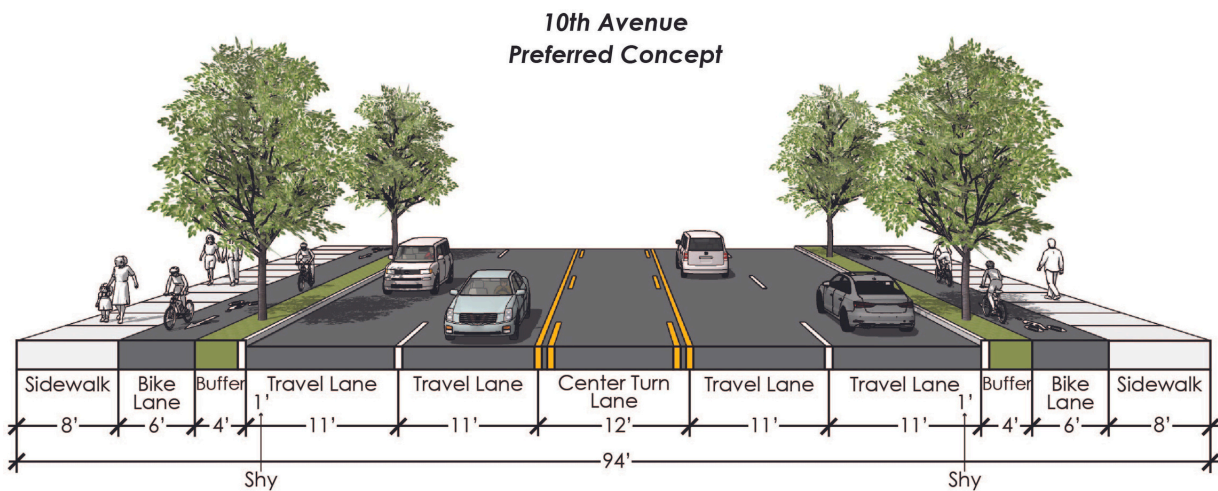 10th Avenue
Preferred Concept
Sidewalk
Bike
Lane
Buffer
Travel Lane
Travel Lane
Center Turn
Lane
Travel Lane
Travel Lane
Buffer
Bike
Lane
Sidewalk
1'
1'
8'
6'
4'
11'
11'
12'
11'
11'
4'
6'
8'
94'
Shy
Shy